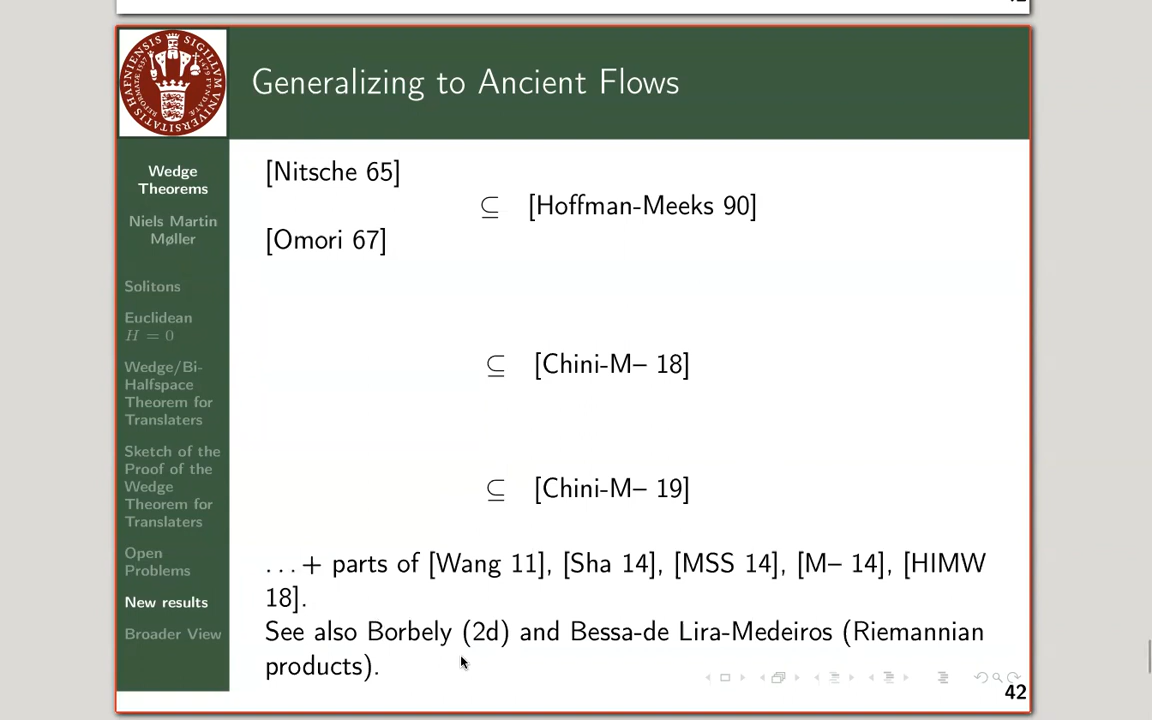 42
Generalizing to Ancient Flows
Wedge
Theorems
Niels Martin
Møller
Solitons
Euclidean
H = 0
Wedge/Bi-
Halfspace
Theorem for
Translaters
Sketch of the
Proof of the
Wedge
Theorem for
Translaters
Open
Problems
New results
Broader View
[Nitsche 65]
⊆ [Hoffman-Meeks 90]
[Omori 67]
⊆ [Chini-M– 18]
⊆ [Chini-M– 19]
...+ parts of [Wang 11], [Sha 14], [MSS 14], [M– 14], [HIMW
18].
See also Borbely (2d) and Bessa-de Lira-Medeiros (Riemannian
products).
42